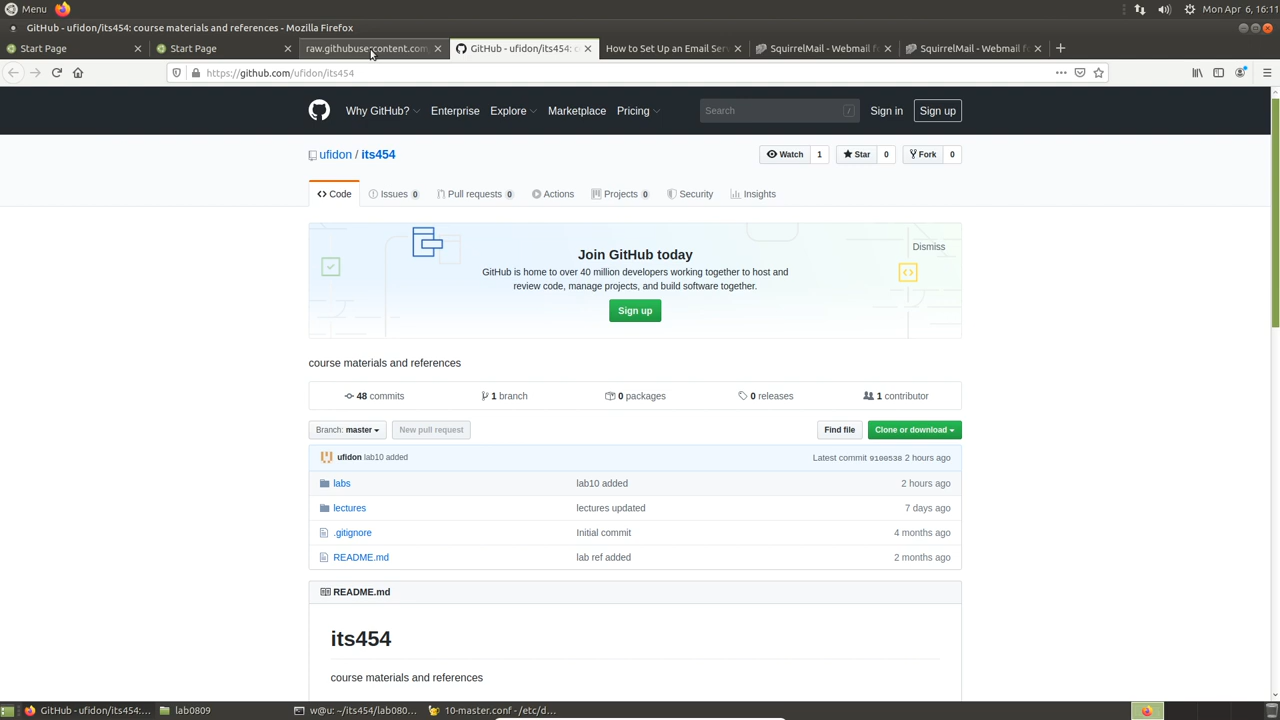 Menu
Mon Apr 6, 16:11
GitHub - ufidon/its454: course materials and references - Mozilla Firefox
Start Page
Start Page
raw.githubusercontent.com
GitHub - ufidon/its454: c
How to Set Up an Email Serv
SquirrelMail - Webmail f
SquirrelMail - Webmail f
https://github.com/ufidon/its454
Why GitHub? Enterprise Explore Marketplace Pricing
Search /
Sign in
Sign up
ufidon / its454
Watch 1
Star 0
Fork 0
Code
Issues 0
Pull requests 0
Actions
Projects 0
Security
Insights
Join GitHub today
Dismiss
GitHub is home to over 40 million developers working together to host and
review code, manage projects, and build software together.
Sign up
course materials and references
48 commits
1 branch
0 packages
0 releases
1 contributor
Branch: master
New pull request
Find file
Clone or download
ufidon lab10 added
Latest commit 9100538 2 hours ago
labs lab10 added 2 hours ago
lectures lectures updated 7 days ago
.gitignore Initial commit 4 months ago
README.md lab ref added 2 months ago
README.md
its454
course materials and references
GitHub - ufidon/its454:...
lab0809
w@u: ~/its454/lab080...
10-master.conf - /etc/d...